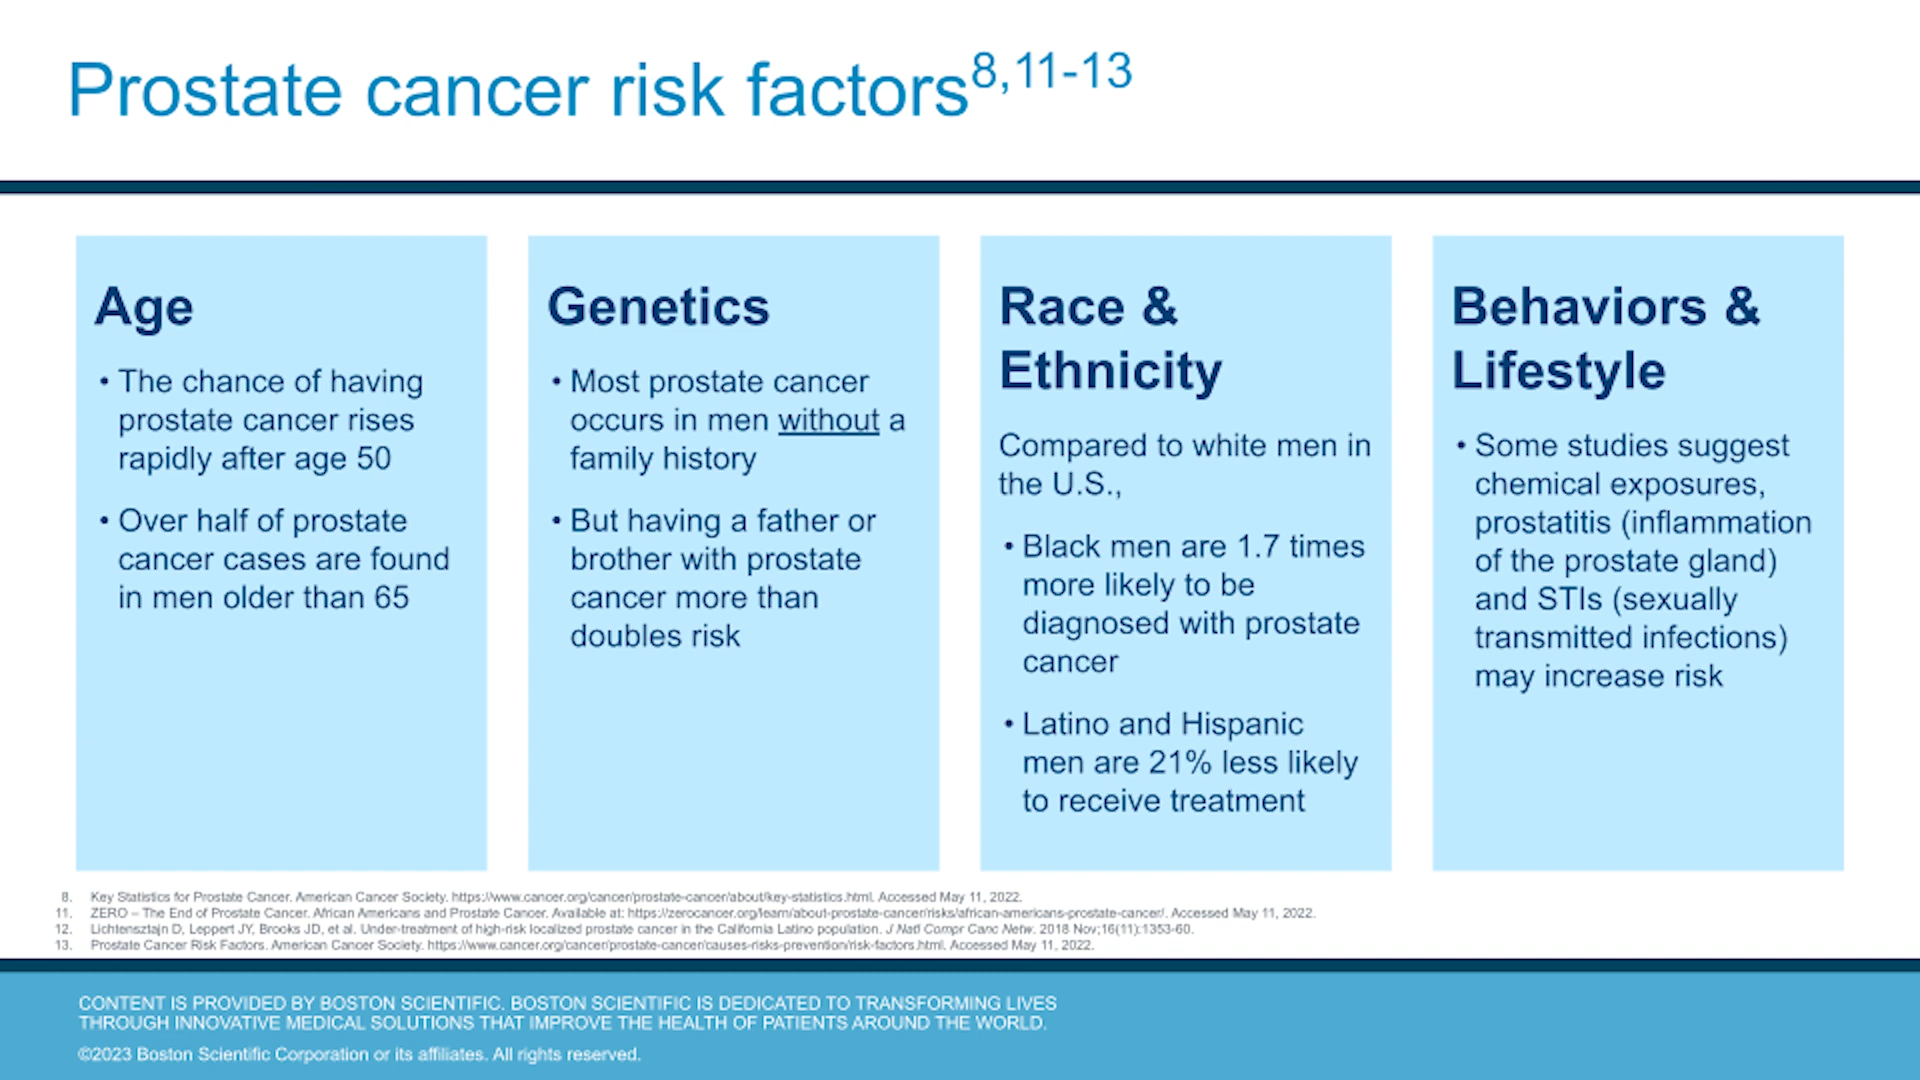 Prostate cancer risk factors8,11-13
Age
• The chance of having
prostate cancer rises
rapidly after age 50
• Over half of prostate
cancer cases are found
in men older than 65
Genetics
• Most prostate cancer
occurs in men without a
family history
• But having a father or
brother with prostate
cancer more than
doubles risk
Race &
Ethnicity
Compared to white men in
the U.S.,
• Black men are 1.7 times
more likely to be
diagnosed with prostate
cancer
• Latino and Hispanic
men are 21% less likely
to receive treatment
Behaviors &
Lifestyle
• Some studies suggest
chemical exposures,
prostatitis (inflammation
of the prostate gland)
and STIs (sexually
transmitted infections)
may increase risk
8. Key Statistics for Prostate Cancer. American Cancer Society. https://www.cancer.org/cancer/prostate-cancer/about/key-statistics.html. Accessed May 11, 2022.
11. ZERO – The End of Prostate Cancer. African Americans and Prostate Cancer. Available at: https://zerocancer.org/learn/about-prostate-cancer/risks/african-americans-prostate-cancer/. Accessed May 11, 2022.
12. Lichtensztajn D, Leppert JY, Brooks JD, et al. Under-treatment of high-risk localized prostate cancer in the California Latino population. J Natl Compr Canc Netw. 2018 Nov;16(11):1353-60.
13. Prostate Cancer Risk Factors. American Cancer Society. https://www.cancer.org/cancer/prostate-cancer/causes-risks-prevention/risk-factors.html. Accessed May 11, 2022.
CONTENT IS PROVIDED BY BOSTON SCIENTIFIC. BOSTON SCIENTIFIC IS DEDICATED TO TRANSFORMING LIVES
THROUGH INNOVATIVE MEDICAL SOLUTIONS THAT IMPROVE THE HEALTH OF PATIENTS AROUND THE WORLD.
©2023 Boston Scientific Corporation or its affiliates. All rights reserved.